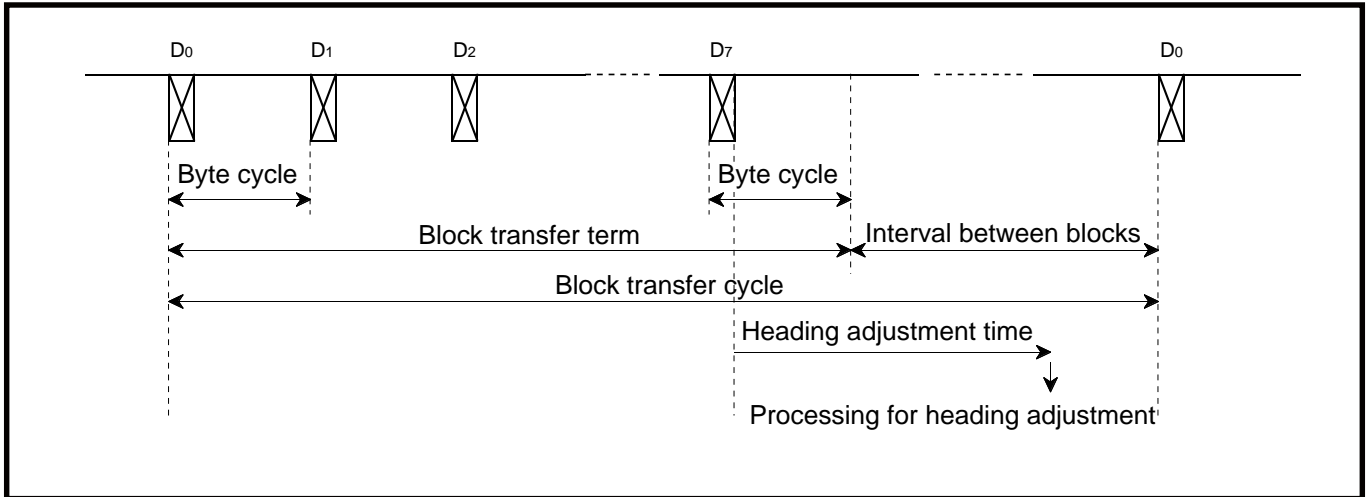 D0 D1 D2 D7 D0
Byte cycle Byte cycle
Block transfer term Interval between blocks
Block transfer cycle
Heading adjustment time
Processing for heading adjustment